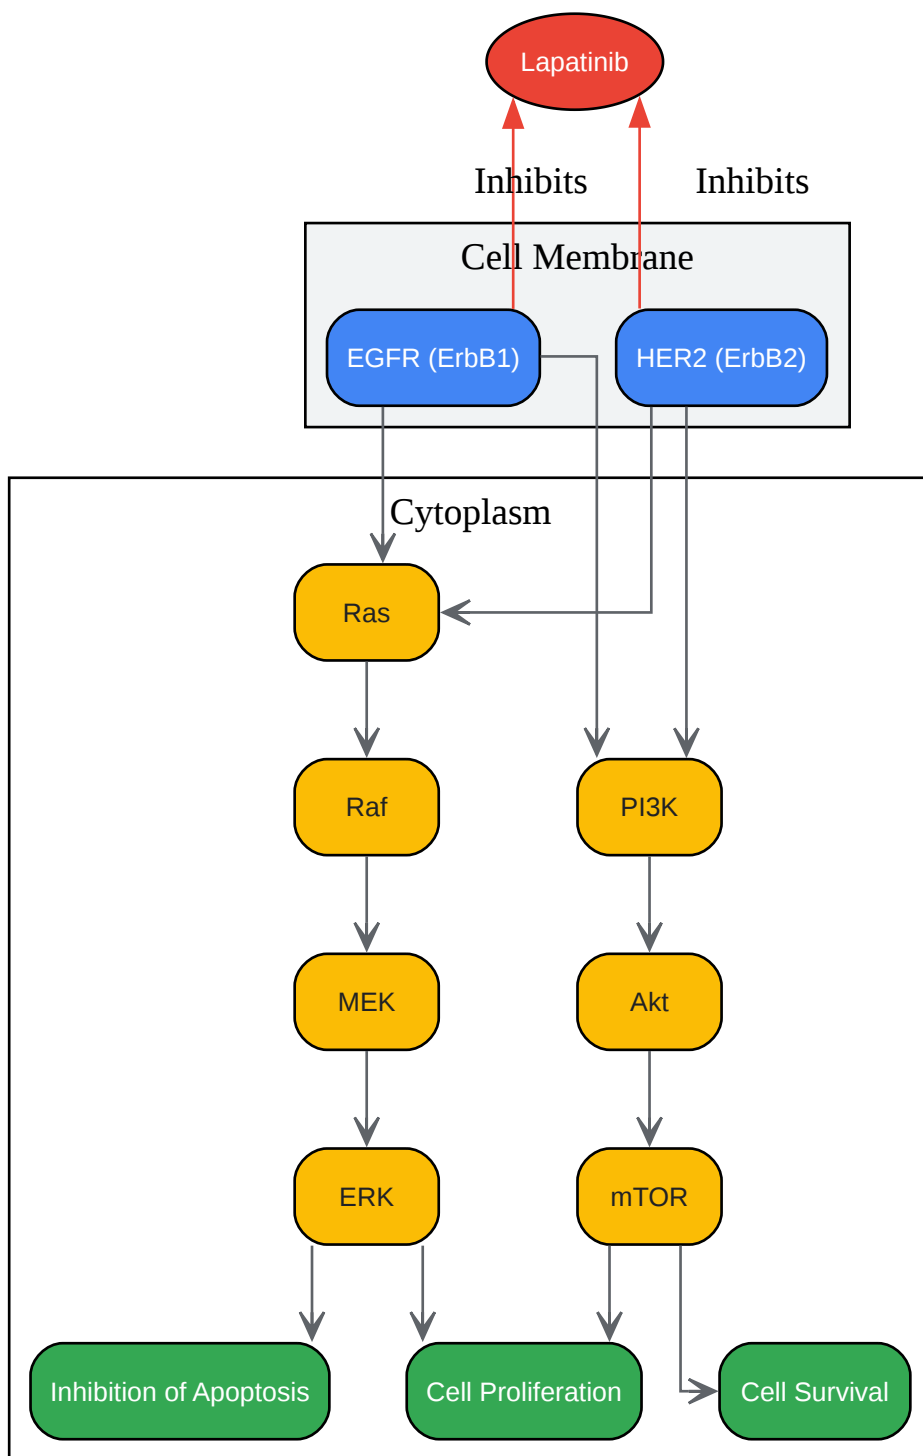 Lapatinib
Inhibits
Inhibits
Cell Membrane
EGFR (ErbB1)
HER2 (ErbB2)
Cytoplasm
Ras
Raf
PI3K
MEK
Akt
ERK
mTOR
Inhibition of Apoptosis
Cell Proliferation
Cell Survival